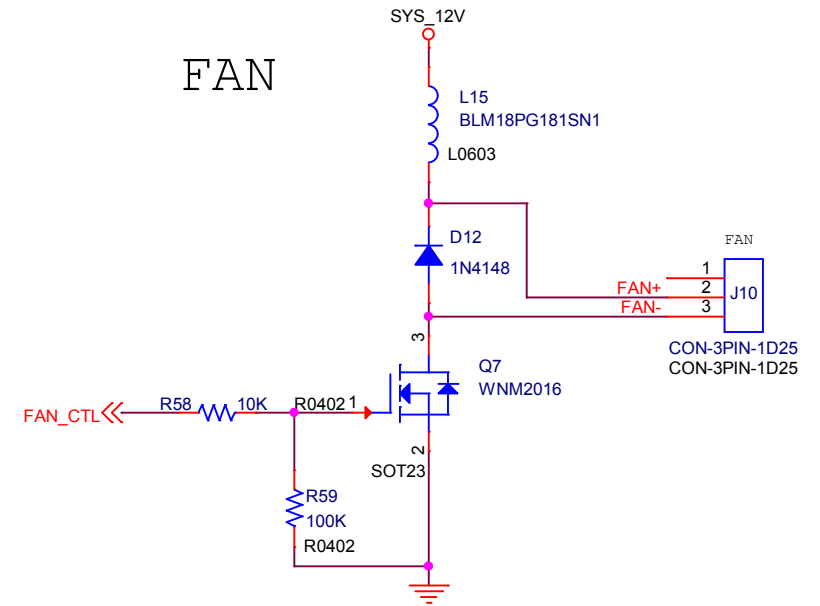 SYS_12V
FAN
L15
BLM18PG181SN1
L0603
D12
1N4148
FAN
1
FAN+ 2 J10
FAN- 3
3
CON-3PIN-1D25
CON-3PIN-1D25
Q7
WNM2016
FAN_CTL R58 10K R0402 1
2
SOT23
R59
100K
R0402